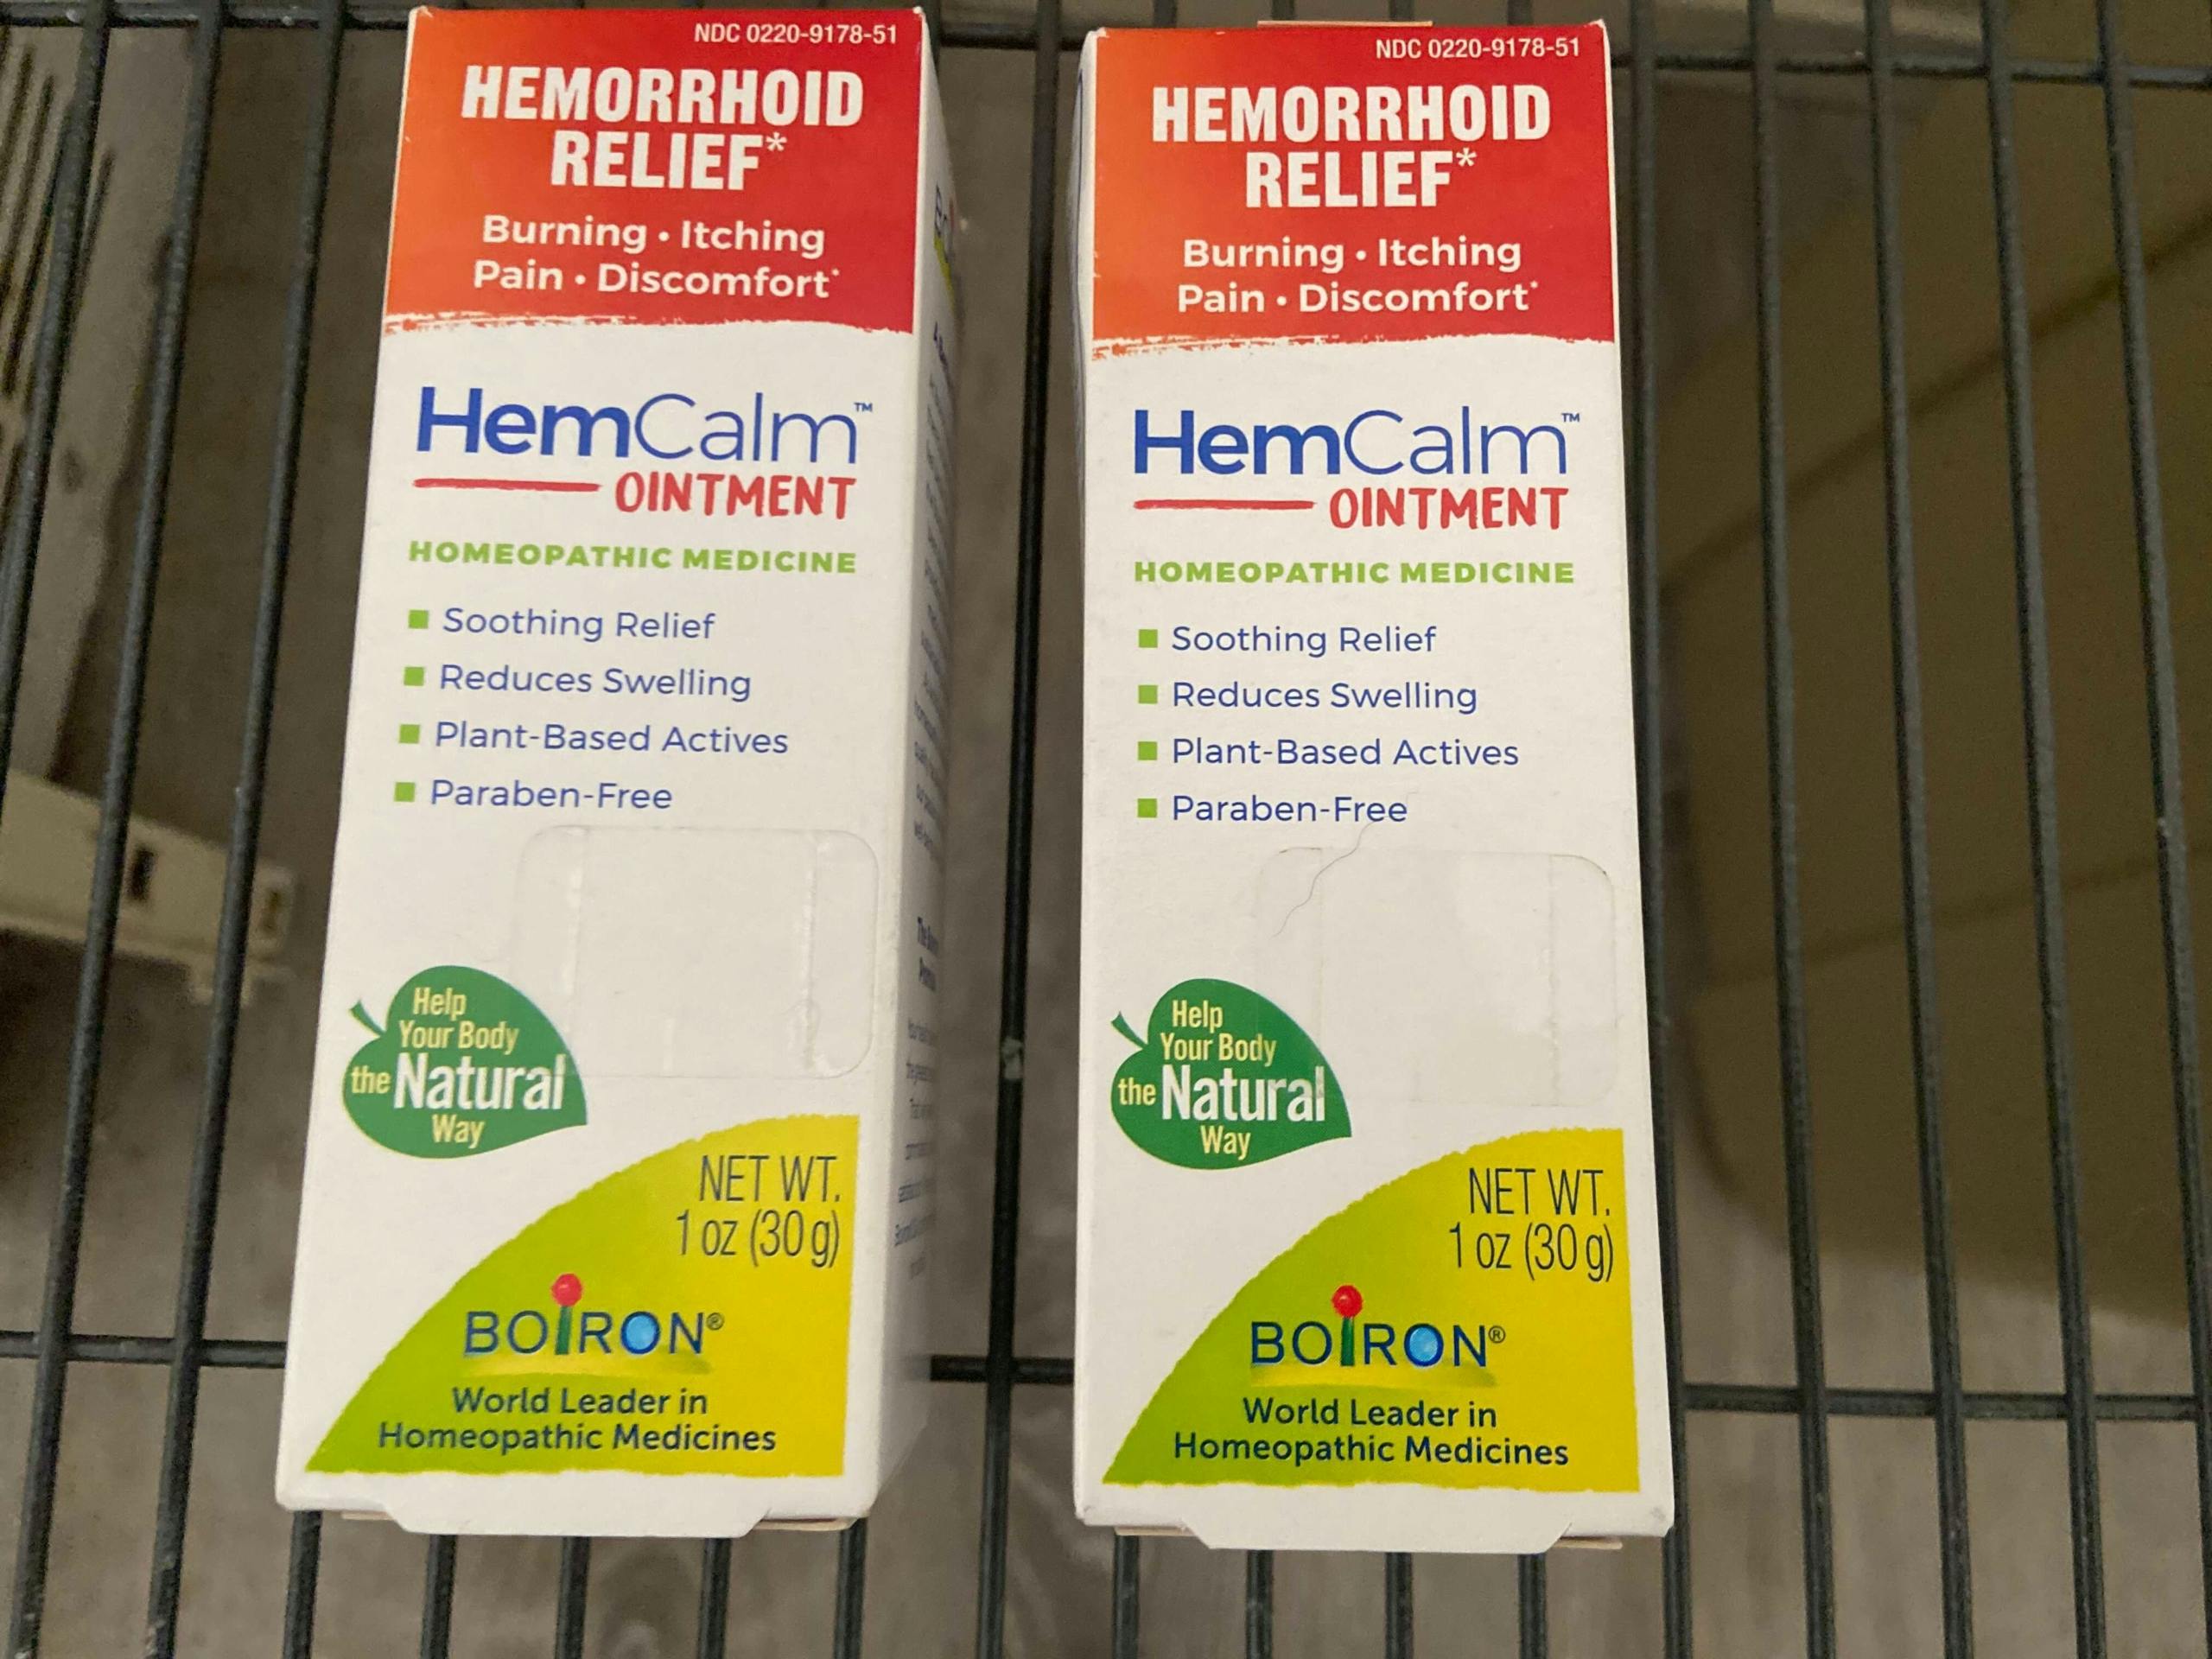 NDC 0220-9178-51
HEMORRHOID
RELIEF*
Burning • Itching
Pain • Discomfort*
HemCalm™
OINTMENT
HOMEOPATHIC MEDICINE
Soothing Relief
Reduces Swelling
Plant-Based Actives
Paraben-Free
Help
Your Body
the Natural
Way
NET WT.
1 oz (30 g)
BOIRON®
World Leader in
Homeopathic Medicines
NDC 0220-9178-51
HEMORRHOID
RELIEF*
Burning • Itching
Pain • Discomfort*
HemCalm™
OINTMENT
HOMEOPATHIC MEDICINE
Soothing Relief
Reduces Swelling
Plant-Based Actives
Paraben-Free
Help
Your Body
the Natural
Way
NET WT.
1 oz (30 g)
BOIRON®
World Leader in
Homeopathic Medicines